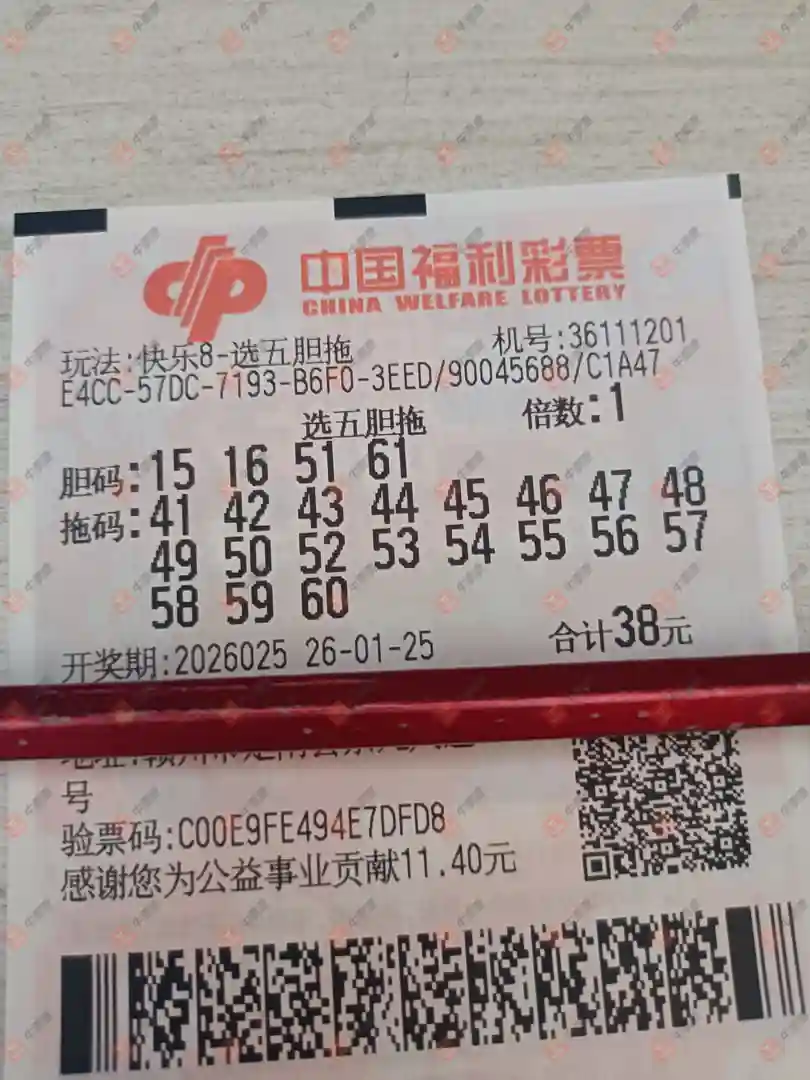 中国福利彩票
CHINA WELFARE LOTTERY
玩法:快乐8-选五胆拖 机号:36111201
E4CC-57DC-7193-B6F0-3EED/90045688/C1A47
选五胆拖 倍数:1
胆码:15 16 51 61
拖码:41 42 43 44 45 46 47 48
49 50 52 53 54 55 56 57
58 59 60
开奖期:2026025 26-01-25 合计38元
号
验票码:C00E9FE494E7DFD8
感谢您为公益事业贡献11.40元